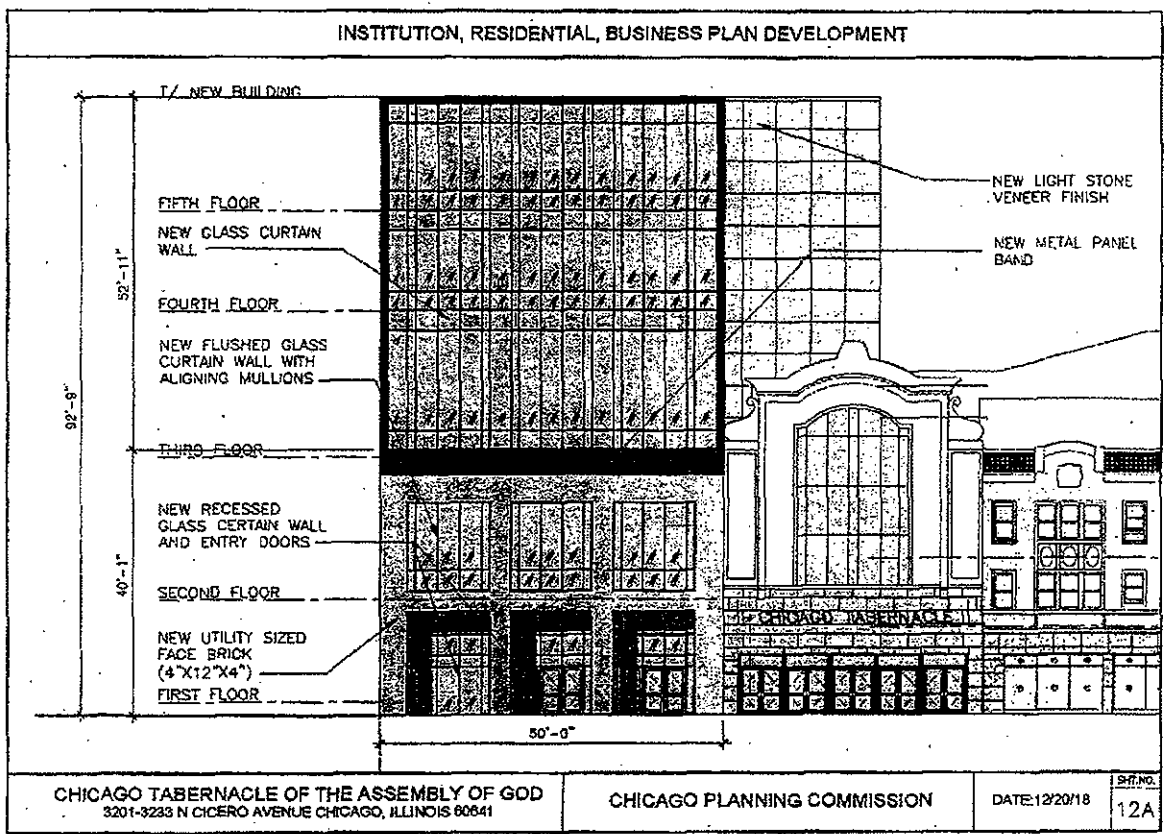 INSTITUTION, RESIDENTIAL, BUSINESS PLAN DEVELOPMENT
T/ NEW BUILDING
FIFTH FLOOR
NEW GLASS CURTAIN
WALL
52'-11"
FOURTH FLOOR
NEW FLUSHED GLASS
CURTAIN WALL WITH
ALIGNING MULLIONS
92'-9"
THIRD FLOOR
NEW RECESSED
GLASS CERTAIN WALL
AND ENTRY DOORS
40'-1"
SECOND FLOOR
NEW UTILITY SIZED
FACE BRICK
(4"X12"X4")
FIRST FLOOR
NEW LIGHT STONE
VENEER FINISH
NEW METAL PANEL
BAND
CHICAGO TABERNACLE
50'-0"
CHICAGO TABERNACLE OF THE ASSEMBLY OF GOD
3201-3233 N CICERO AVENUE CHICAGO, ILLINOIS 60641
CHICAGO PLANNING COMMISSION
DATE:12/20/18
SHT.NO.
12A